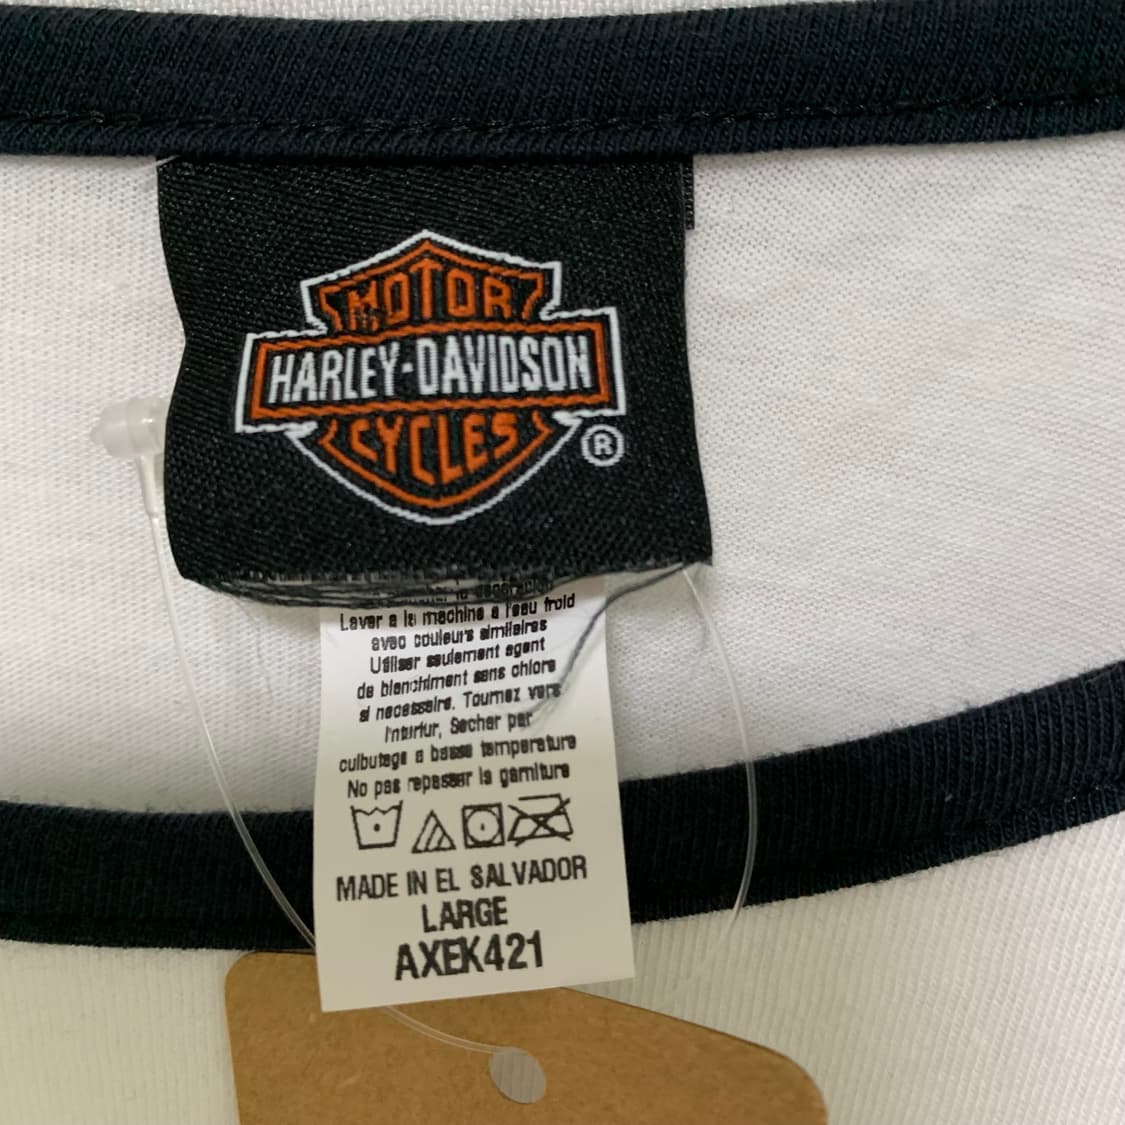 MOTOR
HARLEY-DAVIDSON
CYCLES
®
la decoration
Laver a la machine a l'eau froid
avec couleurs similaires
Utiliser seulement agent
de blanchiment sans chlore
si necessaire. Tournez vers
Secher par
culbutage a basse temperature
No pas repasser la garniture
MADE IN EL SALVADOR
LARGE
AXEK421